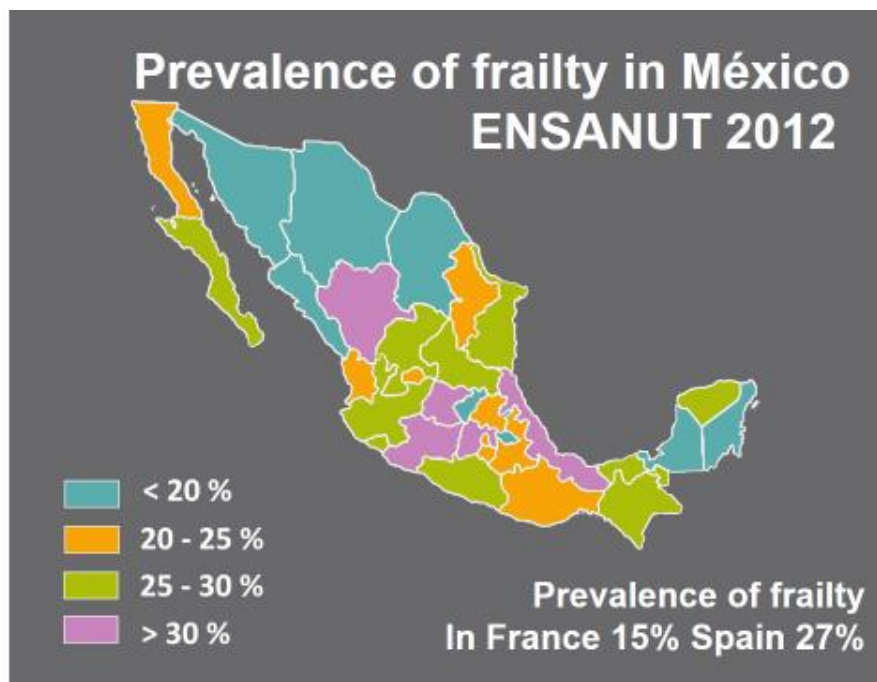 Prevalence of frailty in México
ENSANUT 2012
< 20 %
20 - 25 %
25 - 30 %
> 30 %
Prevalence of frailty
In France 15% Spain 27%